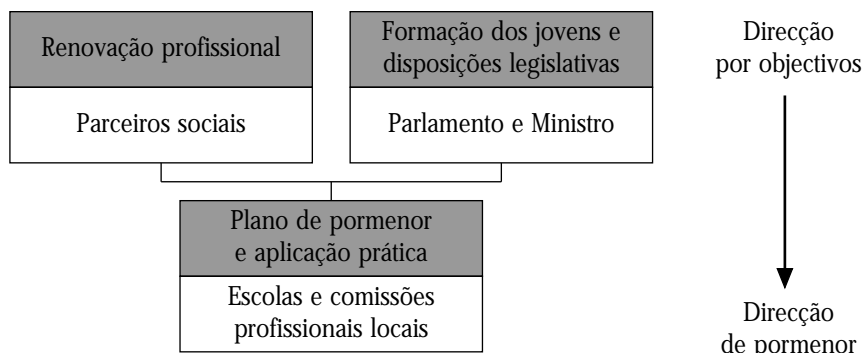 Renovação profissional
Parceiros sociais
Formação dos jovens e
disposições legislativas
Parlamento e Ministro
Direcção
por objectivos
Plano de pormenor
e aplicação prática
Escolas e comissões
profissionais locais
Direcção
de pormenor